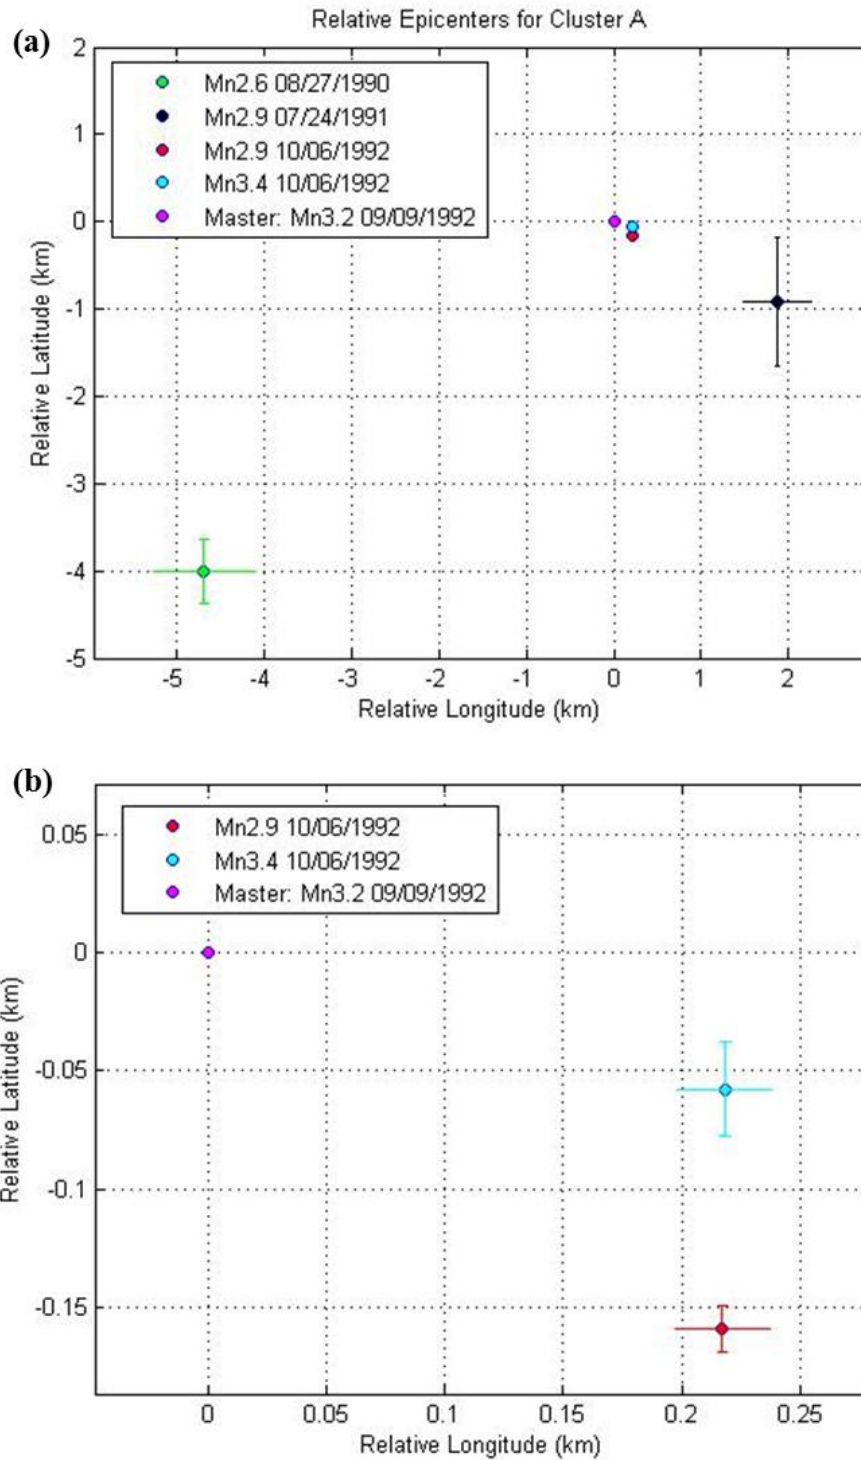 Relative Epicenters for Cluster A
(a)
2
Mn2.6 08/27/1990
Mn2.9 07/24/1991
Mn2.9 10/06/1992
Mn3.4 10/06/1992
Master: Mn3.2 09/09/1992
1
0
-1
-2
-3
-4
-5
Relative Latitude (km)
-5 -4 -3 -2 -1 0 1 2
Relative Longitude (km)
(b)
Mn2.9 10/06/1992
Mn3.4 10/06/1992
Master: Mn3.2 09/09/1992
0.05
0
-0.05
-0.1
-0.15
Relative Latitude (km)
0 0.05 0.1 0.15 0.2 0.25
Relative Longitude (km)